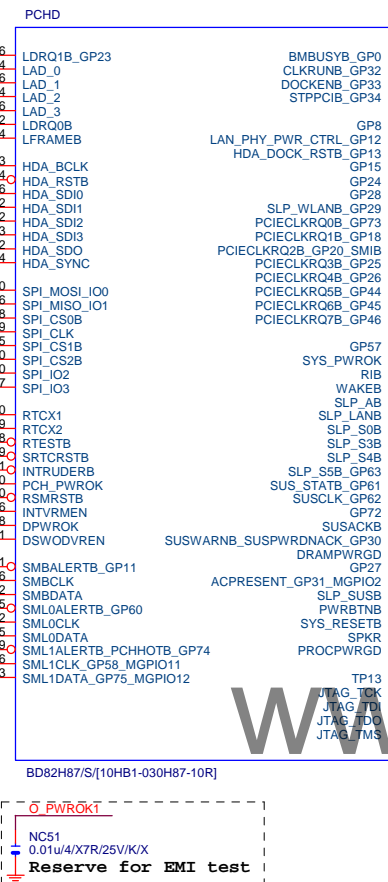 PCHD
LDRQ1B_GP23 BMBUSYB_GP0
LAD_0 CLKRUNB_GP32
LAD_1 DOCKENB_GP33
LAD_2 STPPCIB_GP34
LAD_3
LDRQ0B GP8
LFRAMEB LAN_PHY_PWR_CTRL_GP12
HDA_DOCK_RSTB_GP13
HDA_BCLK GP15
HDA_RSTB GP24
HDA_SDI0 GP28
HDA_SDI1 SLP_WLANB_GP29
HDA_SDI2 PCIECLKRQ0B_GP73
HDA_SDI3 PCIECLKRQ1B_GP18
HDA_SDO PCIECLKRQ2B_GP20_SMIB
HDA_SYNC PCIECLKRQ3B_GP25
PCIECLKRQ4B_GP26
SPI_MOSI_IO0 PCIECLKRQ5B_GP44
SPI_MISO_IO1 PCIECLKRQ6B_GP45
SPI_CS0B PCIECLKRQ7B_GP46
SPI_CLK
SPI_CS1B GP57
SPI_CS2B SYS_PWROK
SPI_IO2 RIB
SPI_IO3 WAKEB
SLP_AB
RTCX1 SLP_LANB
RTCX2 SLP_S0B
RTESTB SLP_S3B
SRTCRSTB SLP_S4B
INTRUDERB SLP_S5B_GP63
PCH_PWROK SUS_STATB_GP61
RSMRSTB SUSCLK_GP62
INTVRMEN GP72
DPWROK SUSACKB
DSWODVREN SUSWARNB_SUSPWRDNACK_GP30
DRAMPWRGD
SMBALERTB_GP11 GP27
SMBCLK ACPRESENT_GP31_MGPIO2
SMBDATA SLP_SUSB
SML0ALERTB_GP60 PWRBTNB
SML0CLK SYS_RESETB
SML0DATA SPKR
SML1ALERTB_PCHHOTB_GP74 PROCPWRGD
SML1CLK_GP58_MGPIO11
SML1DATA_GP75_MGPIO12 TP13
JTAG_TCK
JTAG_TDI
JTAG_TDO
JTAG_TMS
BD82H87/S/[10HB1-030H87-10R]
O_PWROK1
NC51
0.01u/4/X7R/25V/K/X
Reserve for EMI test